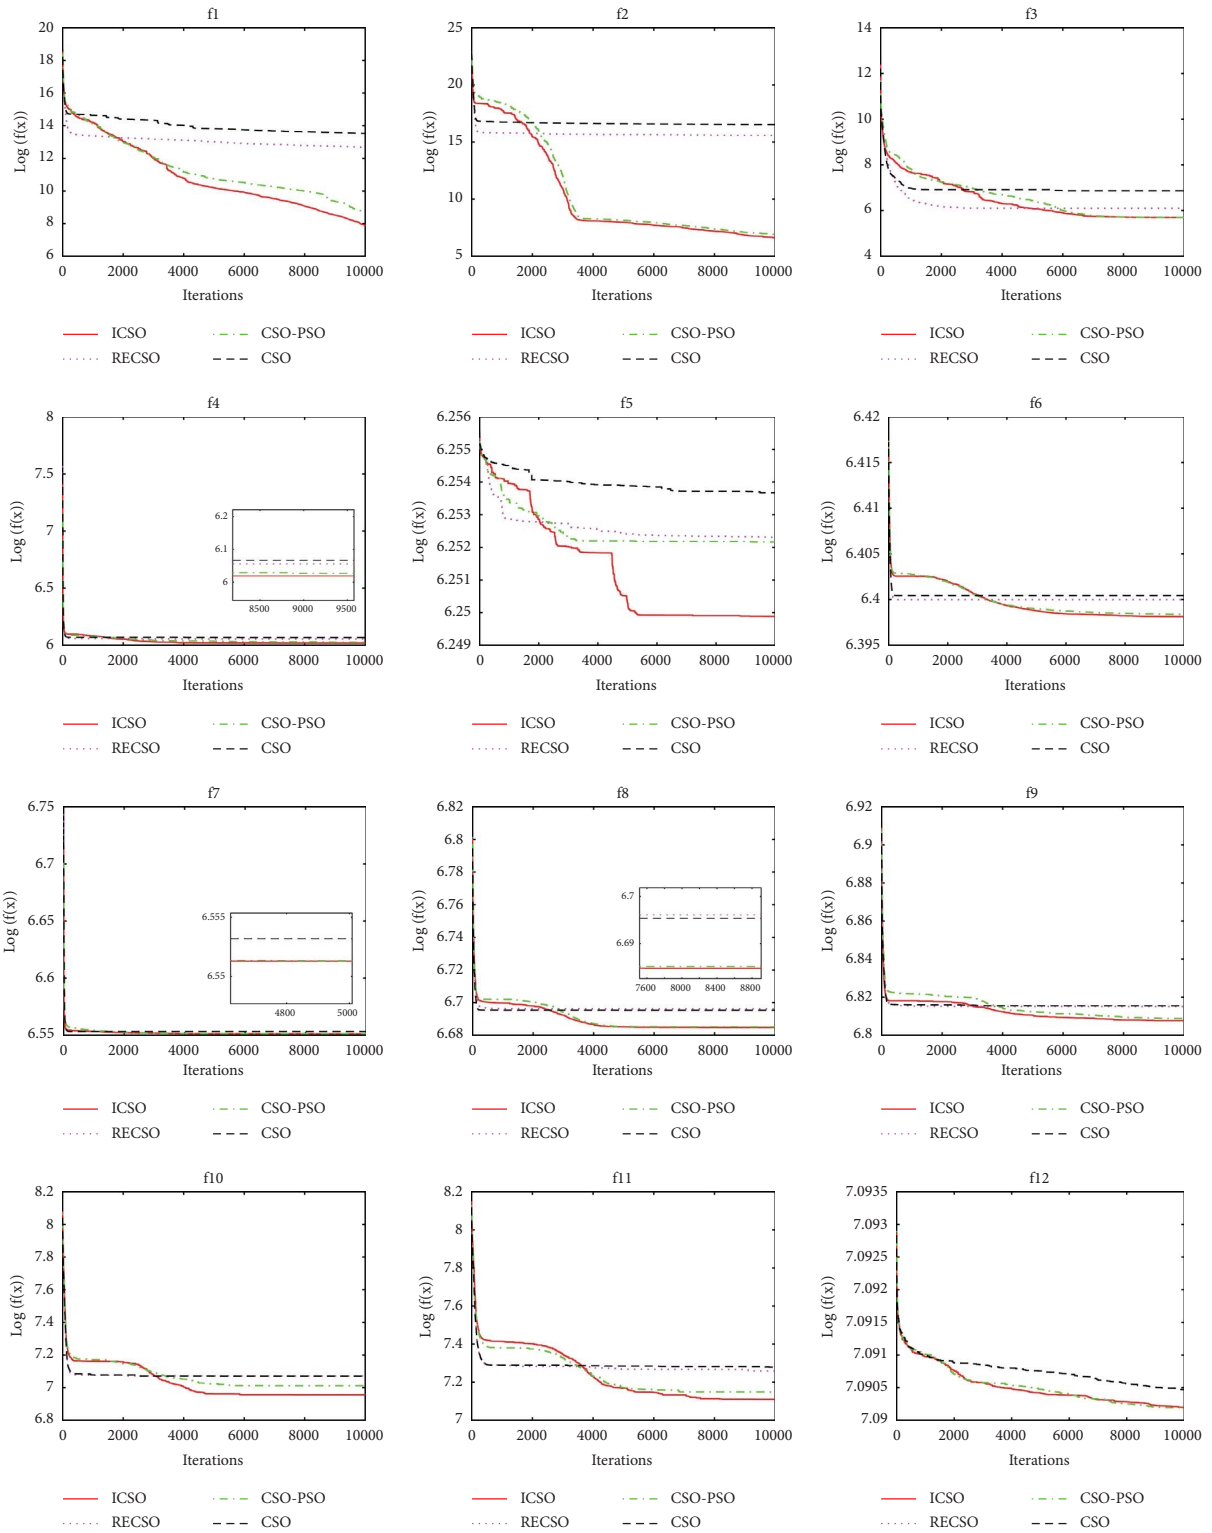 f1
20
18
16
14
12
10
8
6
Log (f(x))
0 2000 4000 6000 8000 10000
Iterations
ICSO CSO-PSO
RECSO CSO
f2
25
20
15
10
5
Log (f(x))
0 2000 4000 6000 8000 10000
Iterations
ICSO CSO-PSO
RECSO CSO
f3
14
12
10
8
6
4
Log (f(x))
0 2000 4000 6000 8000 10000
Iterations
ICSO CSO-PSO
RECSO CSO
f4
8
7.5
7
6.5
6
Log (f(x))
6.2
6.1
6
8500 9000 9500
0 2000 4000 6000 8000 10000
Iterations
ICSO CSO-PSO
RECSO CSO
f5
6.256
6.255
6.254
6.253
6.252
6.251
6.25
6.249
Log (f(x))
0 2000 4000 6000 8000 10000
Iterations
ICSO CSO-PSO
RECSO CSO
f6
6.42
6.415
6.41
6.405
6.4
6.395
Log (f(x))
0 2000 4000 6000 8000 10000
Iterations
ICSO CSO-PSO
RECSO CSO
f7
6.75
6.7
6.65
6.6
6.55
Log (f(x))
6.555
6.55
4800 5000
0 2000 4000 6000 8000 10000
Iterations
ICSO CSO-PSO
RECSO CSO
f8
6.82
6.8
6.78
6.76
6.74
6.72
6.7
6.68
Log (f(x))
6.7
6.69
7600 8000 8400 8800
0 2000 4000 6000 8000 10000
Iterations
ICSO CSO-PSO
RECSO CSO
f9
6.92
6.9
6.88
6.86
6.84
6.82
6.8
Log (f(x))
0 2000 4000 6000 8000 10000
Iterations
ICSO CSO-PSO
RECSO CSO
f10
8.2
8
7.8
7.6
7.4
7.2
7
6.8
Log (f(x))
0 2000 4000 6000 8000 10000
Iterations
ICSO CSO-PSO
RECSO CSO
f11
8.2
8
7.8
7.6
7.4
7.2
7
Log (f(x))
0 2000 4000 6000 8000 10000
Iterations
ICSO CSO-PSO
RECSO CSO
f12
7.0935
7.093
7.0925
7.092
7.0915
7.091
7.0905
7.09
Log (f(x))
0 2000 4000 6000 8000 10000
Iterations
ICSO CSO-PSO
RECSO CSO